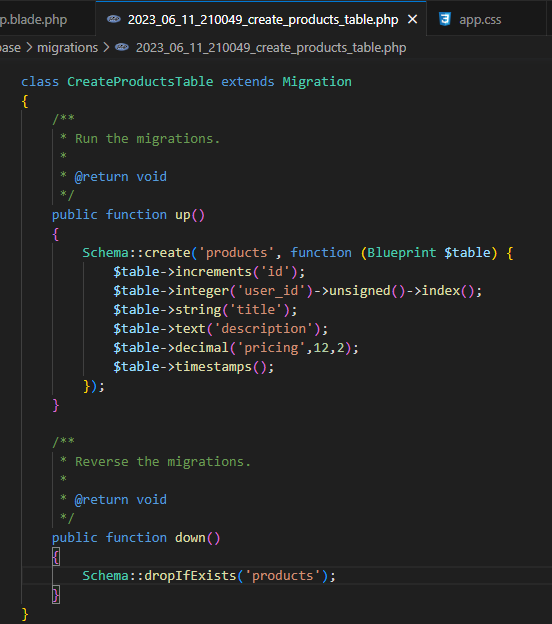 p.blade.php 2023_06_11_210049_create_products_table.php × app.css
base > migrations > 2023_06_11_210049_create_products_table.php
class CreateProductsTable extends Migration
{
/**
* Run the migrations.
*
* @return void
*/
public function up()
{
Schema::create('products', function (Blueprint $table) {
$table->increments('id');
$table->integer('user_id')->unsigned()->index();
$table->string('title');
$table->text('description');
$table->decimal('pricing',12,2);
$table->timestamps();
});
}
/**
* Reverse the migrations.
*
* @return void
*/
public function down()
{
Schema::dropIfExists('products');
}
}